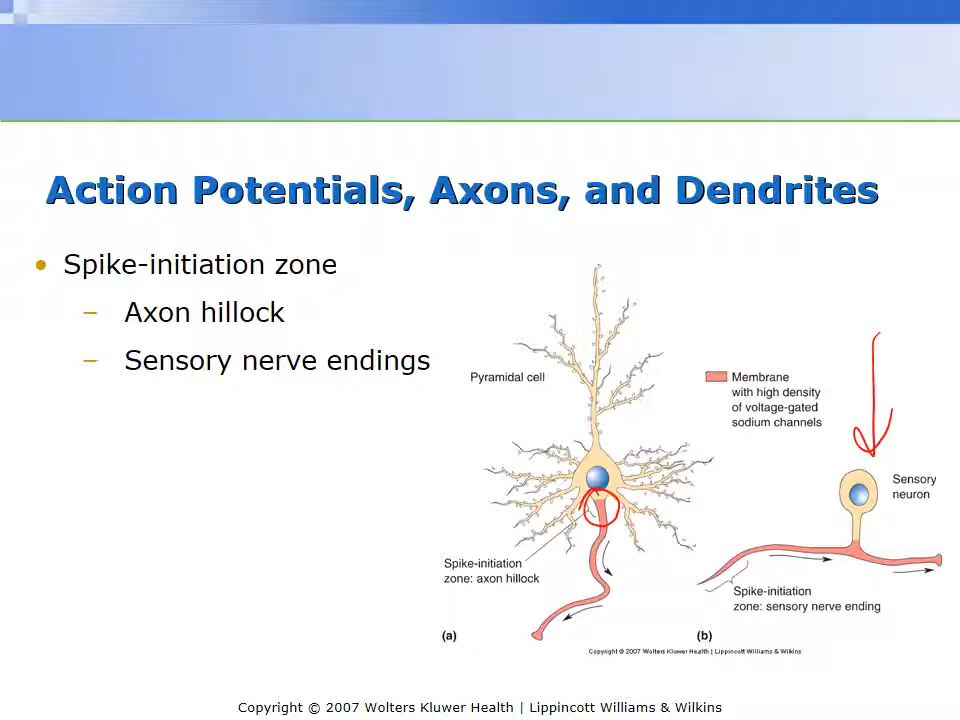 Action Potentials, Axons, and Dendrites
• Spike-initiation zone
– Axon hillock
– Sensory nerve endings
Pyramidal cell
Membrane
with high density
of voltage-gated
sodium channels
Sensory
neuron
Spike-initiation
zone: axon hillock
Spike-initiation
zone: sensory nerve ending
(a)
(b)
Copyright © 2007 Wolters Kluwer Health | Lippincott Williams & Wilkins
Copyright © 2007 Wolters Kluwer Health | Lippincott Williams & Wilkins